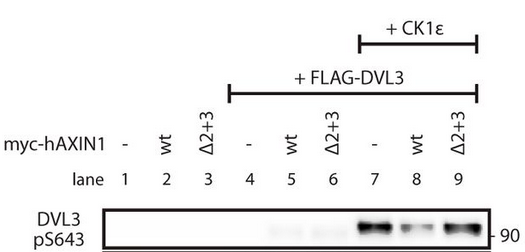 + CK1ε
+ FLAG-DVL3
myc-hAXIN1 - wt Δ2+3 - wt Δ2+3 - wt Δ2+3
lane 1 2 3 4 5 6 7 8 9
DVL3
pS643
- 90